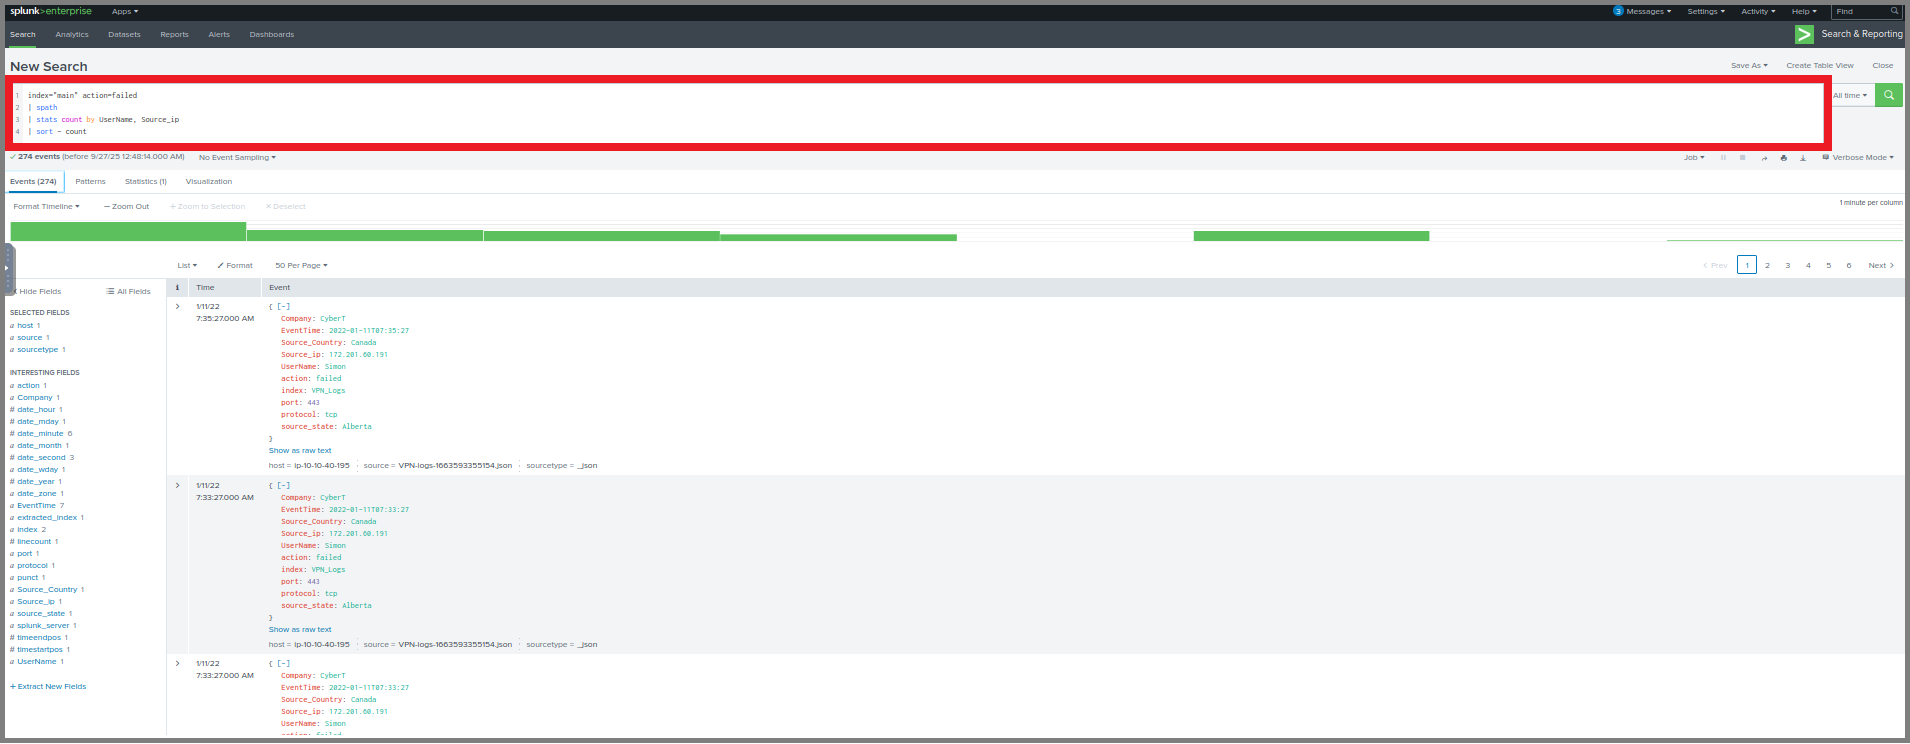 splunk>enterprise Apps 3 Messages Settings Activity Help Find
Search Analytics Datasets Reports Alerts Dashboards Search & Reporting
New Search Save As Create Table View Close
1 index="main" action=failed
All time
2 | spath
3 | stats count by UserName, Source_ip
4 | sort - count
274 events (before 9/27/25 12:48:14.000 AM) No Event Sampling Job Verbose Mode
Events (274) Patterns Statistics (1) Visualization
Format Timeline Zoom Out + Zoom to Selection × Deselect 1 minute per column
List Format 50 Per Page Prev 1 2 3 4 5 6 Next
Hide Fields All Fields
SELECTED FIELDS
a host 1
a source 1
a sourcetype 1
INTERESTING FIELDS
a action 1
a Company 1
# date_hour 1
# date_mday 1
# date_minute 6
a date_month 1
# date_second 3
a date_wday 1
# date_year 1
a date_zone 1
a EventTime 7
a extracted_index 1
a index 2
# linecount 1
a port 1
a protocol 1
a punct 1
a Source_Country 1
a Source_ip 1
a source_state 1
a splunk_server 1
# timeendpos 1
# timestartpos 1
a UserName 1
+ Extract New Fields
i Time Event
1/11/22 { [-]
7:35:27.000 AM Company: CyberT
EventTime: 2022-01-11T07:35:27
Source_Country: Canada
Source_ip: 172.201.60.191
UserName: Simon
action: failed
index: VPN_Logs
port: 443
protocol: tcp
source_state: Alberta
}
Show as raw text
host = ip-10-10-40-195 source = VPN-logs-1663593355154.json sourcetype = _json
1/11/22 { [-]
7:33:27.000 AM Company: CyberT
EventTime: 2022-01-11T07:33:27
Source_Country: Canada
Source_ip: 172.201.60.191
UserName: Simon
action: failed
index: VPN_Logs
port: 443
protocol: tcp
source_state: Alberta
}
Show as raw text
host = ip-10-10-40-195 source = VPN-logs-1663593355154.json sourcetype = _json
1/11/22 { [-]
7:33:27.000 AM Company: CyberT
EventTime: 2022-01-11T07:33:27
Source_Country: Canada
Source_ip: 172.201.60.191
UserName: Simon
action: failed